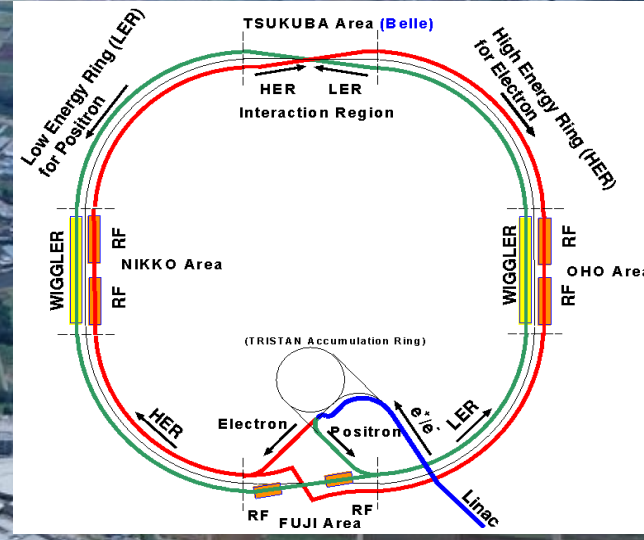 TSUKUBA Area (Belle)
Low Energy Ring (LER)
for Positron
High Energy Ring (HER)
for Electron
HER
LER
Interaction Region
WIGGLER
RF
NIKKO Area
RF
WIGGLER
RF
OHO Area
RF
(TRISTAN Accumulation Ring)
HER
Electron
Positron
e+/e-
LER
Linac
RF
RF
FUJI Area